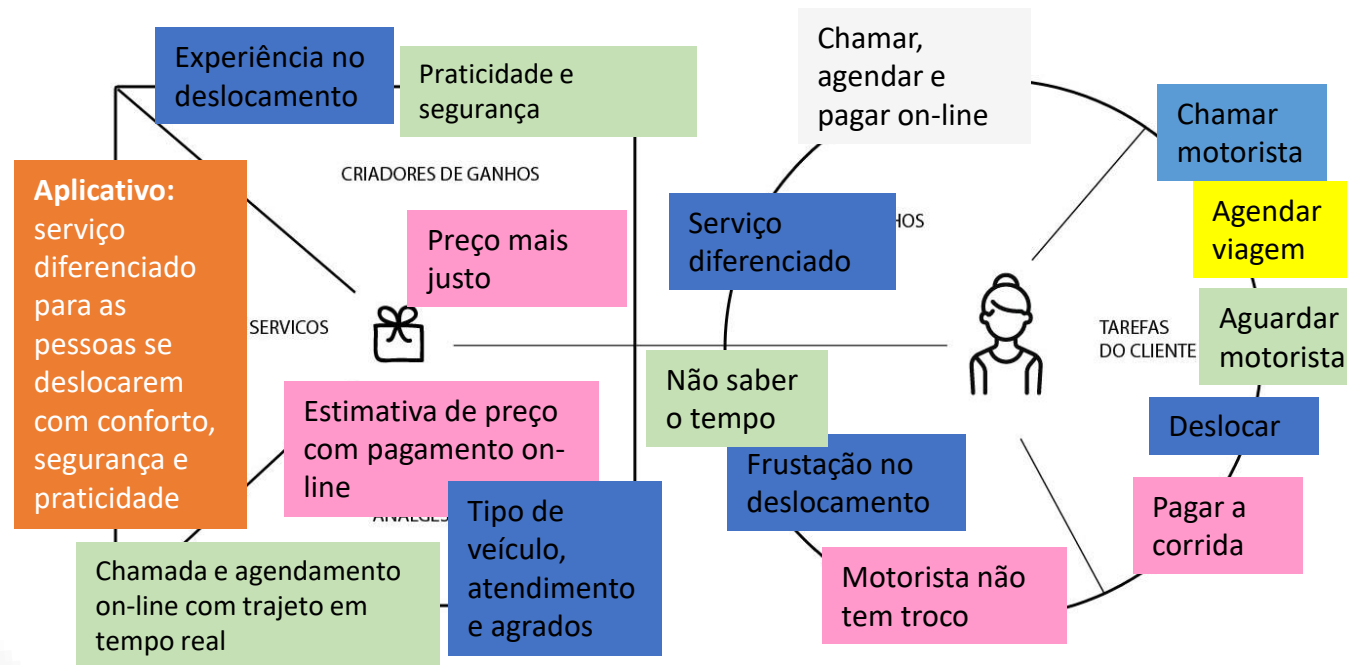 Experiência no
deslocamento
Praticidade e
segurança
CRIADORES DE GANHOS
Aplicativo:
serviço
diferenciado
para as
pessoas se
deslocarem
com conforto,
segurança e
praticidade
Preço mais
justo
SERVICOS
Estimativa de preço
com pagamento on-
line
Tipo de
veículo,
atendimento
e agrados
Chamada e agendamento
on-line com trajeto em
tempo real
Chamar,
agendar e
pagar on-line
Serviço
diferenciado
Não saber
o tempo
Frustação no
deslocamento
Motorista não
tem troco
Chamar
motorista
Agendar
viagem
TAREFAS
DO CLIENTE
Aguardar
motorista
Deslocar
Pagar a
corrida